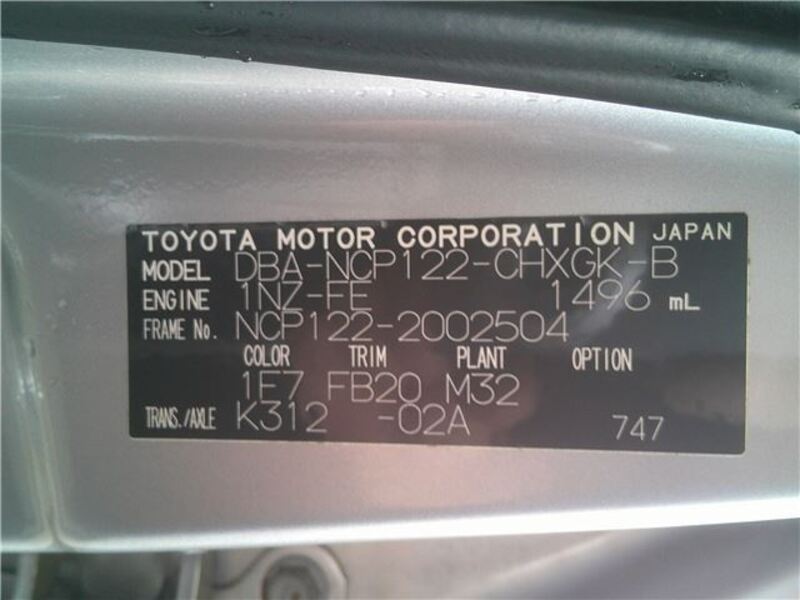 TOYOTA MOTOR CORPORATION JAPAN
MODEL DBA-NCP122-CHXGK-B
ENGINE 1NZ-FE 1496 mL
FRAME No. NCP122-2002504
COLOR TRIM PLANT OPTION
1E7 FB20 M32
TRANS./AXLE K312 -02A 747